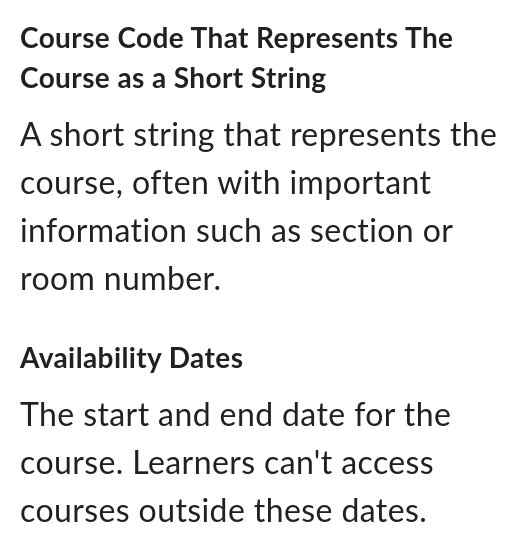 Course Code That Represents The
Course as a Short String
A short string that represents the
course, often with important
information such as section or
room number.
Availability Dates
The start and end date for the
course. Learners can't access
courses outside these dates.